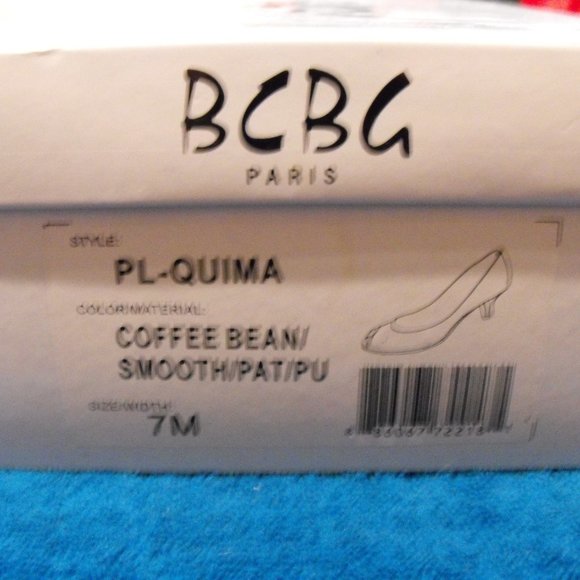 BCBG
PARIS
STYLE:
PL-QUIMA
COLOR/MATERIAL:
COFFEE BEAN/
SMOOTH/PAT/PU
SIZE/WIDTH:
7M